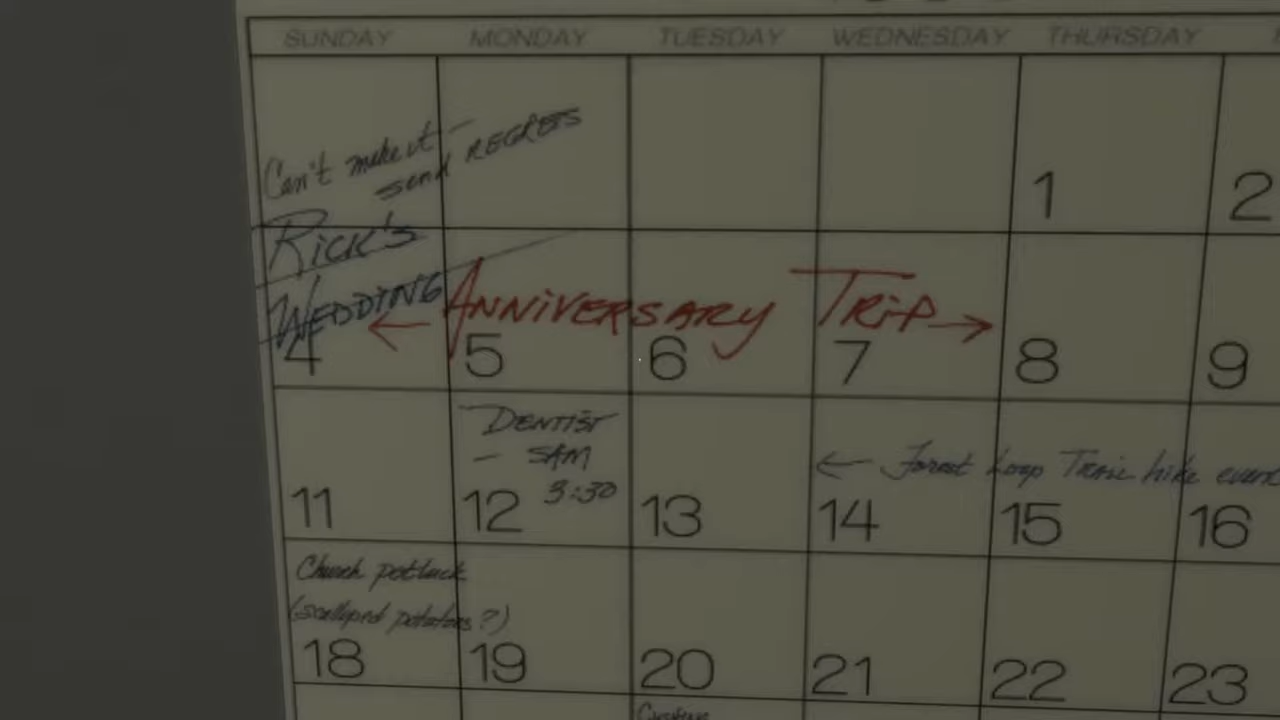 SUNDAY MONDAY TUESDAY WEDNESDAY THURSDAY
Can't make it –
send REGRETS
1 2
RICK'S
WEDDING
ANNIVERSARY TRIP
4 5 6 7 8 9
DENTIST
– SAM
3:30
← Forest Loop Trail hike event
11 12 13 14 15 16
Church potluck
(scalloped potatoes?)
18 19 20 21 22 23